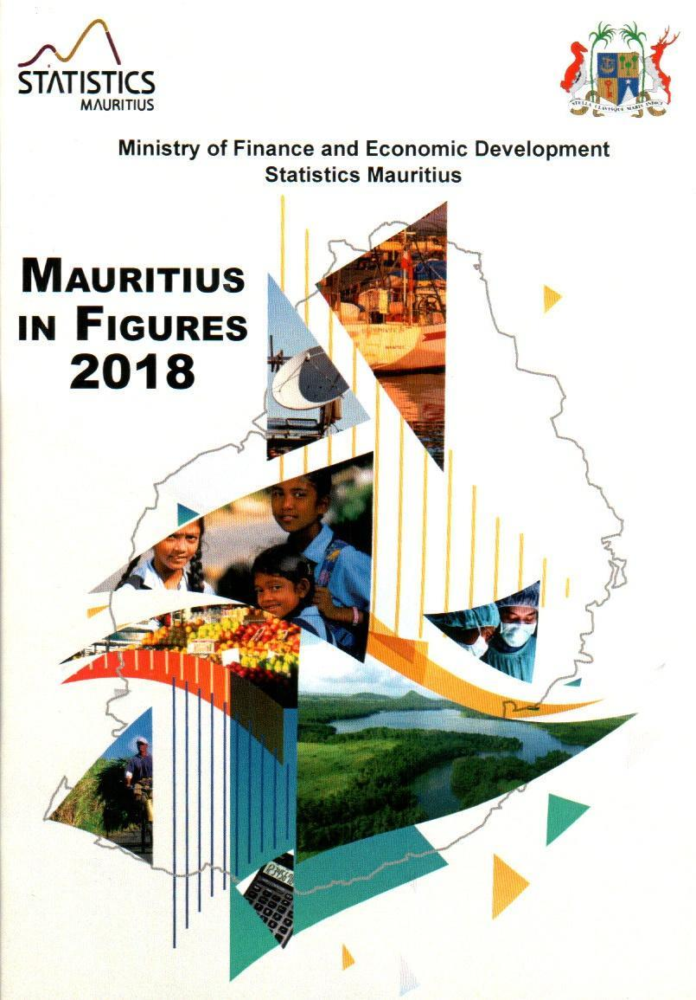 STATISTICS
MAURITIUS
STELLA CLAVISQUE MARIS INDICI
Ministry of Finance and Economic Development
Statistics Mauritius
MAURITIUS
IN FIGURES
2018